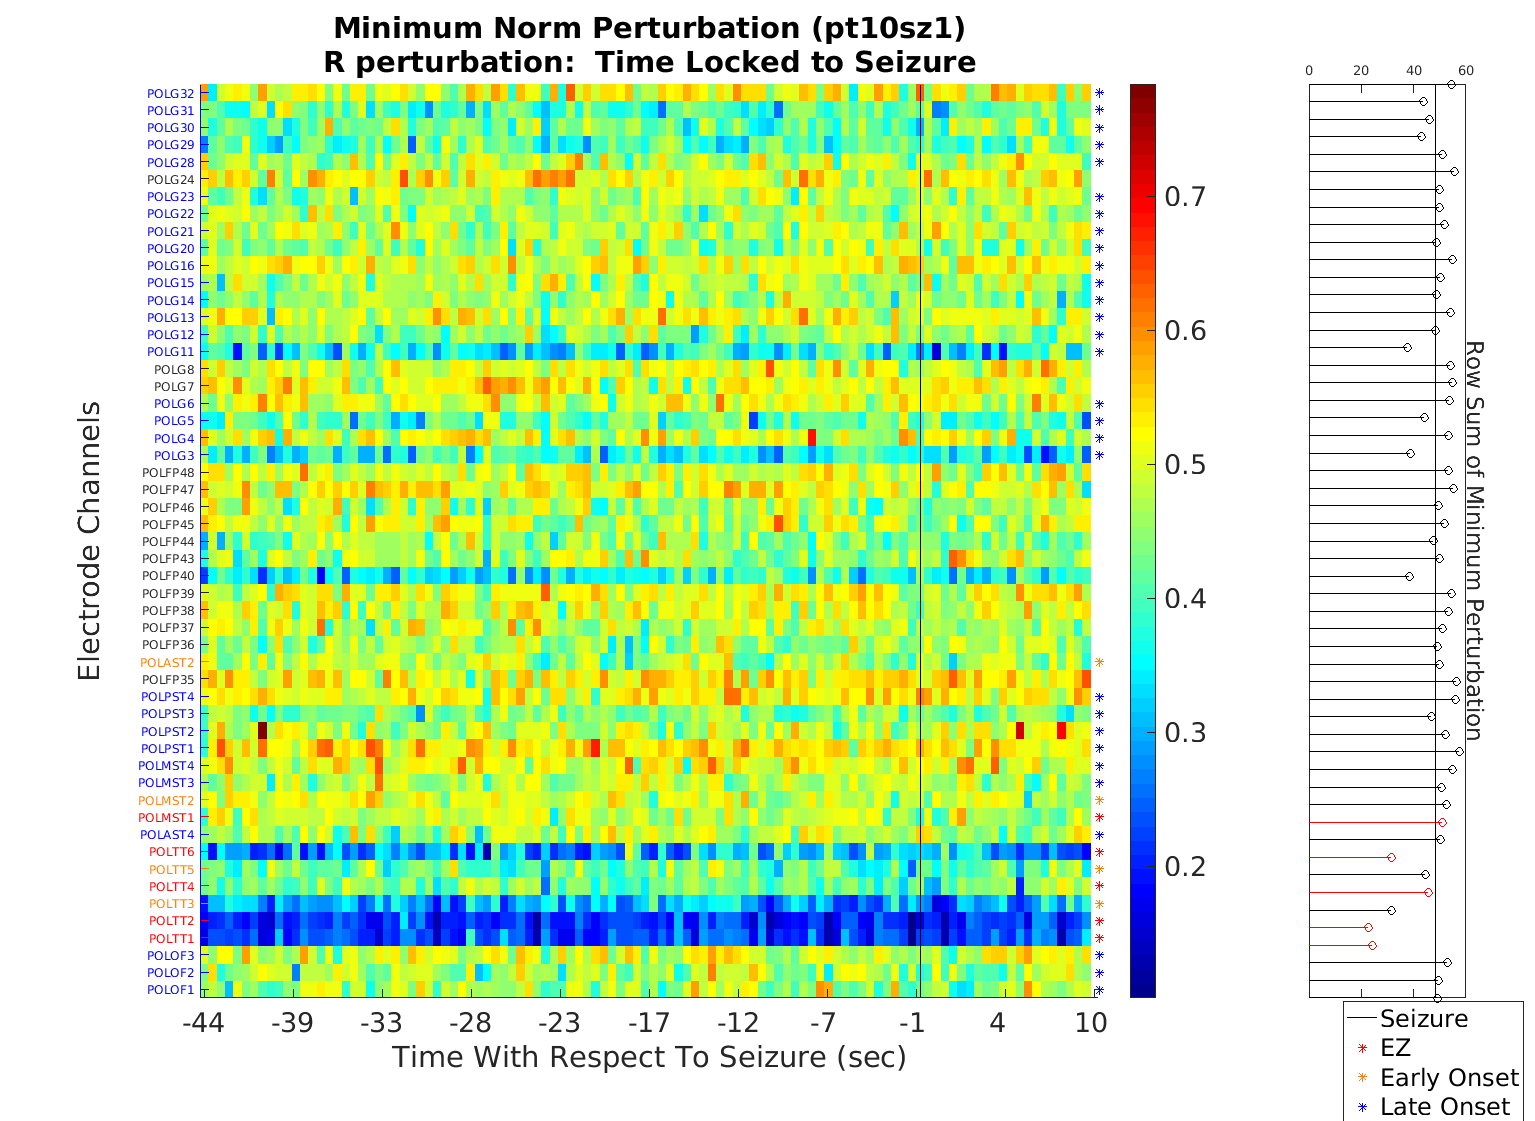 Minimum Norm Perturbation (pt10sz1)
R perturbation:  Time Locked to Seizure
Electrode Channels
POLG32
POLG31
POLG30
POLG29
POLG28
POLG24
POLG23
POLG22
POLG21
POLG20
POLG16
POLG15
POLG14
POLG13
POLG12
POLG11
POLG8
POLG7
POLG6
POLG5
POLG4
POLG3
POLFP48
POLFP47
POLFP46
POLFP45
POLFP44
POLFP43
POLFP40
POLFP39
POLFP38
POLFP37
POLFP36
POLAST2
POLFP35
POLPST4
POLPST3
POLPST2
POLPST1
POLMST4
POLMST3
POLMST2
POLMST1
POLAST4
POLTT6
POLTT5
POLTT4
POLTT3
POLTT2
POLTT1
POLOF3
POLOF2
POLOF1
-44 -39 -33 -28 -23 -17 -12 -7 -1 4 10
Time With Respect To Seizure (sec)
0.7
0.6
0.5
0.4
0.3
0.2
0 20 40 60
Row Sum of Minimum Perturbation
Seizure
EZ
Early Onset
Late Onset